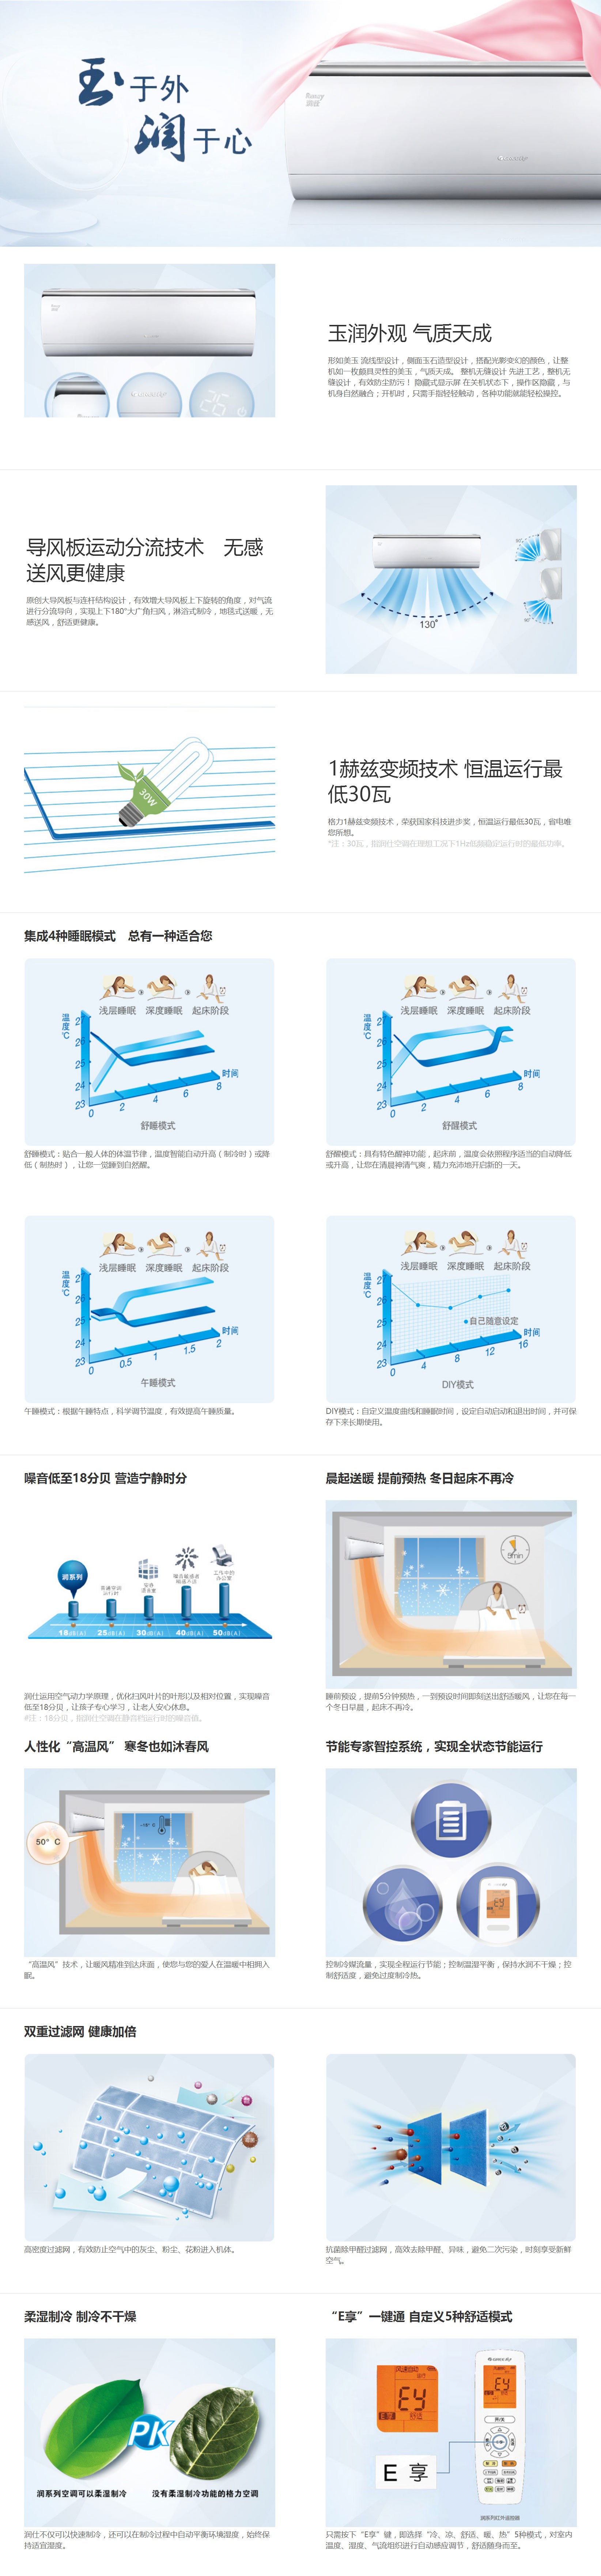 玉于外
润于心
玉润外观 气质天成
形如美玉 流线型设计，侧面玉石造型设计，搭配光影变幻的颜色，让整
机如一枚颇具灵性的美玉，气质天成。 整机无缝设计 先进工艺，整机无
缝设计，有效防尘防污！ 隐藏式显示屏 在关机状态下，操作区隐藏，与
机身自然融合；开机时，只需手指轻轻触动，各种功能就能轻松操控。
导风板运动分流技术 无感
送风更健康
原创大导风板与连杆结构设计，有效增大导风板上下旋转的角度，对气流
进行分流导向，实现上下180°大广角扫风，淋浴式制冷，地毯式送暖，无
感送风，舒适更健康。
130°
30W
1赫兹变频技术 恒温运行最
低30瓦
格力1赫兹变频技术，荣获国家科技进步奖，恒温运行最低30瓦，省电难
您所想。
*注：30瓦，指润仕空调在理想工况下1Hz低频稳定运行时的最低功率。
集成4种睡眠模式 总有一种适合您
浅层睡眠 深度睡眠 起床阶段
温度℃
27
26
25
24
23
0 2 4 6 8
时间
舒睡模式
舒睡模式：贴合一般人体的体温节律，温度智能自动升高（制冷时）或降
低（制热时），让您一觉睡到自然醒。
浅层睡眠 深度睡眠 起床阶段
温度℃
27
26
25
24
23
0 2 4 6 8
时间
舒醒模式
舒醒模式：具有特色醒神功能，起床前，温度会依照程序适当的自动降低
或升高，让您在清晨神清气爽，精力充沛地开启新的一天。
浅层睡眠 深度睡眠 起床阶段
温度℃
27
26
25
24
23
0 0.5 1 1.5 2
时间
午睡模式
午睡模式：根据午睡特点，科学调节温度，有效提高午睡质量。
浅层睡眠 深度睡眠 起床阶段
温度℃
27
26
25
24
23
0 4 8 12 16
时间
自己随意设定
DIY模式
DIY模式：自定义温度曲线和睡眠时间，设定自动启动和退出时间，并可保
存下来长期使用。
噪音低至18分贝 营造宁静时分
润系列
工作中的
办公室
18dB(A) 25dB(A) 30dB(A) 40dB(A) 50dB(A)
润仕运用空气动力学原理，优化扫风叶片的叶形以及相对位置，实现噪音
低至18分贝，让孩子专心学习，让老人安心休息。
#注：18分贝，指润仕空调在静音档运行时的噪音值。
晨起送暖 提前预热 冬日起床不再冷
5min
睡前预设，提前5分钟预热，一到预设时间即刻送出舒适暖风，让您在每一
个冬日早晨，起床不再冷。
人性化“高温风” 寒冬也如沐春风
50° C
“高温风”技术，让暖风精准到达床面，使您与您的爱人在温暖中相拥入
眠。
节能专家智控系统，实现全状态节能运行
控制冷媒流量，实现全程运行节能；控制温湿平衡，保持水润不干燥；控
制舒适度，避免过度制冷热。
双重过滤网 健康加倍
高密度过滤网，有效防止空气中的灰尘、粉尘、花粉进入机体。
抗菌除甲醛过滤网，高效去除甲醛、异味，避免二次污染，时刻享受新鲜
空气。
柔湿制冷 制冷不干燥
PK
润系列空调可以柔湿制冷
没有柔湿制冷功能的格力空调
润仕不仅可以快速制冷，还可以在制冷过程中自动平衡环境湿度，始终保
持适宜湿度。
“E享”一键通 自定义5种舒适模式
风速自动
EY
E享 舒适
E 享
开/关
润系列红外遥控器
只需按下“E享”键，即选择“冷、凉、舒适、暖、热”5种模式，对室内
温度、湿度、气流组织进行自动感应调节，舒适随身而至。